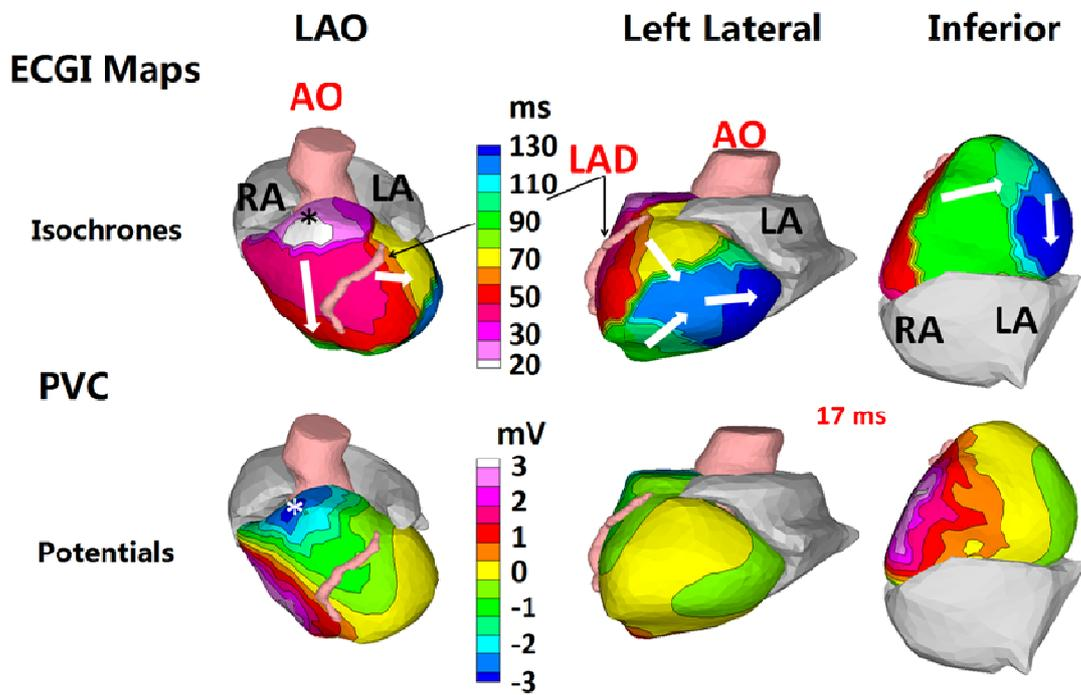 LAO Left Lateral Inferior
ECGI Maps
AO
ms
130
110
90
70
50
30
20
LAD
AO
RA
LA
*
LA
Isochrones
RA
LA
PVC
17 ms
mV
3
2
1
0
-1
-2
-3
*
Potentials